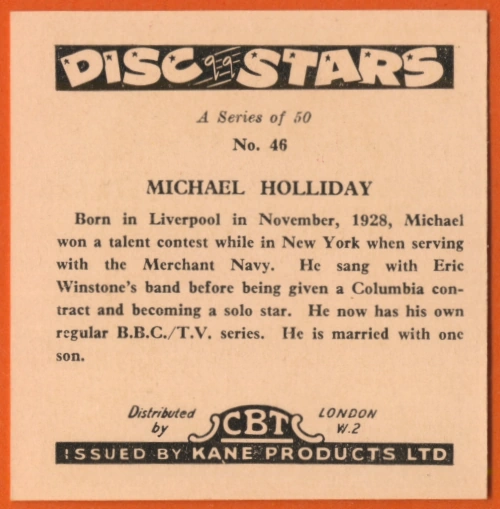 DISC STARS
A Series of 50
No. 46
MICHAEL HOLLIDAY
Born in Liverpool in November, 1928, Michael
won a talent contest while in New York when serving
with the Merchant Navy. He sang with Eric
Winstone's band before being given a Columbia con-
tract and becoming a solo star. He now has his own
regular B.B.C./T.V. series. He is married with one
son.
Distributed by
CBT
LONDON W.2
ISSUED BY KANE PRODUCTS LTD